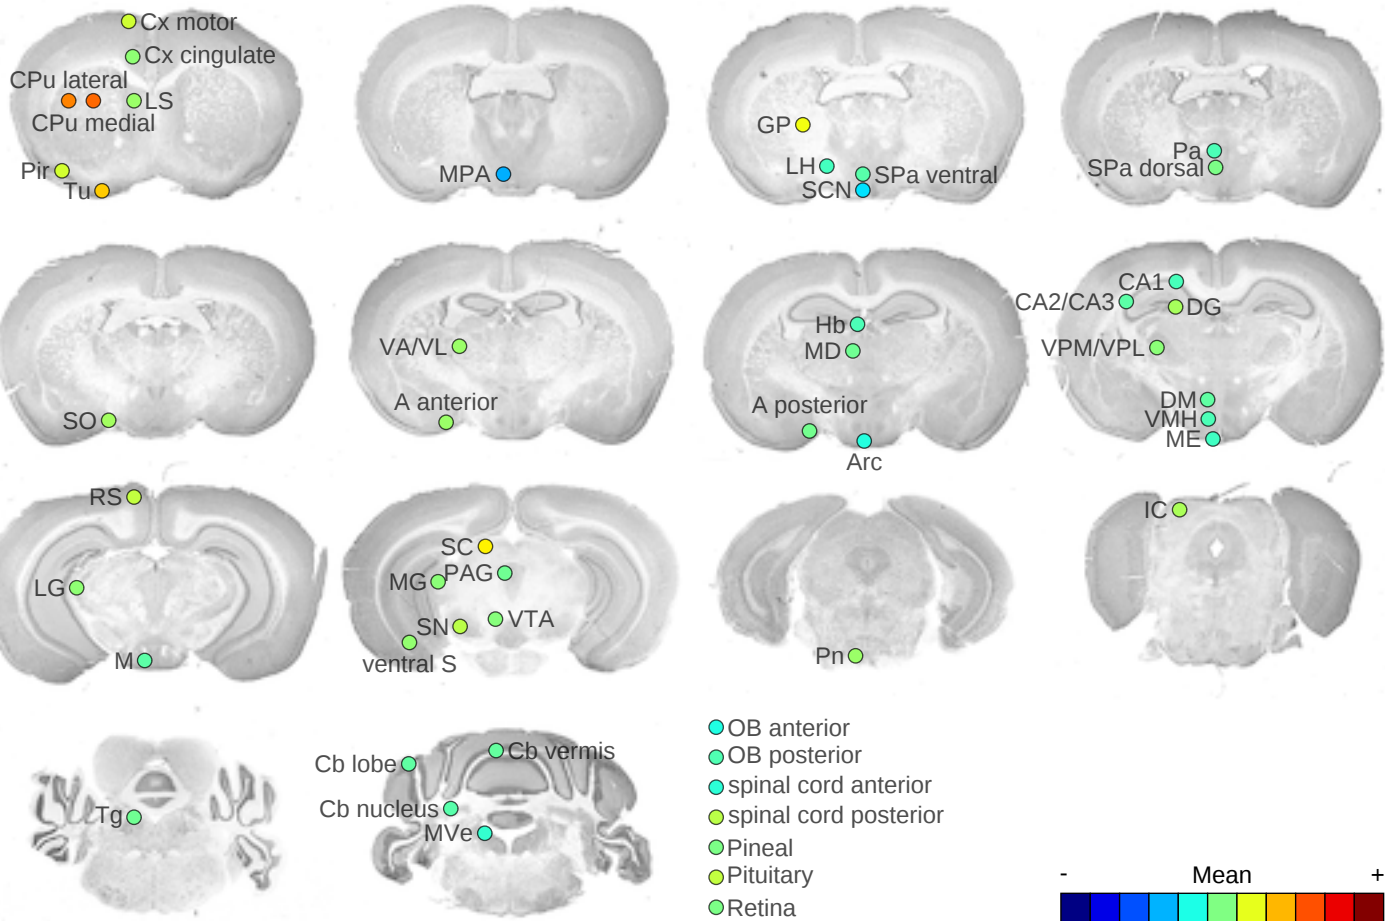 Cx motor
Cx cingulate
CPu lateral
LS
CPu medial
Pir
Tu
MPA
GP
LH
SPa ventral
SCN
Pa
SPa dorsal
SO
VA/VL
A anterior
Hb
MD
A posterior
Arc
CA1
CA2/CA3
DG
VPM/VPL
DM
VMH
ME
RS
LG
M
SC
PAG
MG
VTA
SN
ventral S
Pn
IC
Tg
Cb vermis
Cb lobe
Cb nucleus
MVe
OB anterior
OB posterior
spinal cord anterior
spinal cord posterior
Pineal
Pituitary
Retina
- Mean +